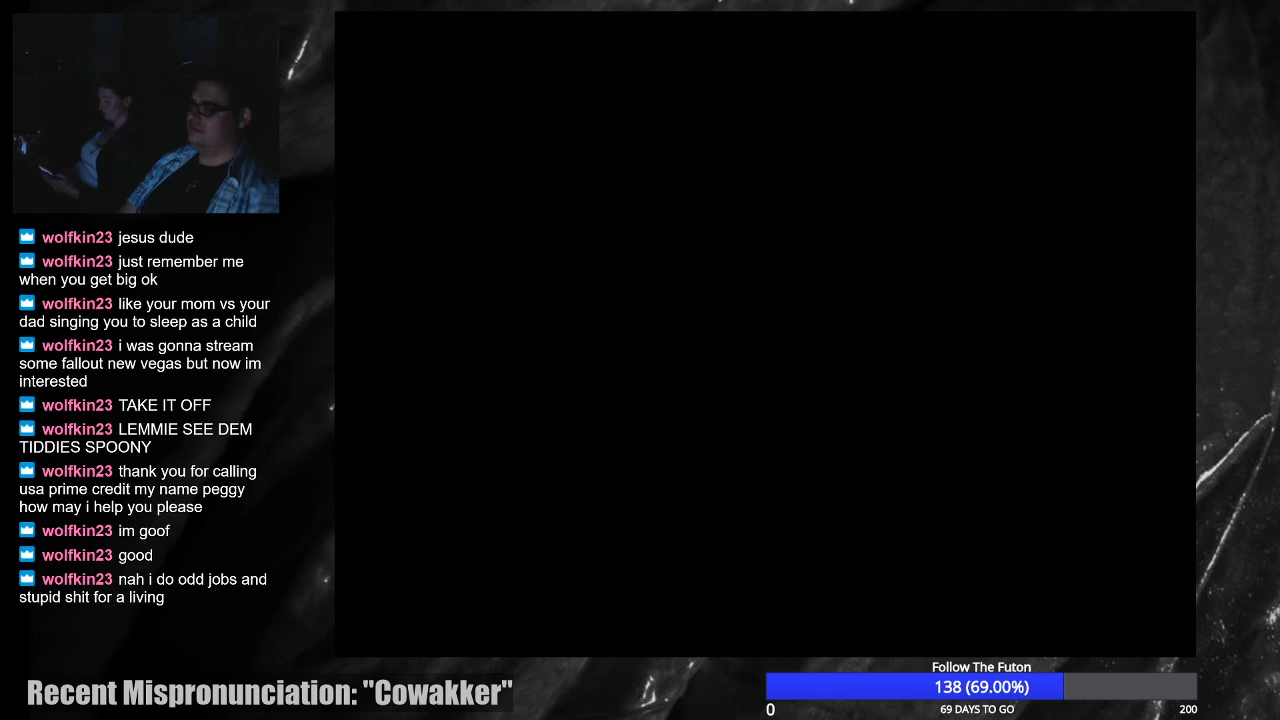 wolfkin23 jesus dude
wolfkin23 just remember me
when you get big ok
wolfkin23 like your mom vs your
dad singing you to sleep as a child
wolfkin23 i was gonna stream
some fallout new vegas but now im
interested
wolfkin23 TAKE IT OFF
wolfkin23 LEMMIE SEE DEM
TIDDIES SPOONY
wolfkin23 thank you for calling
usa prime credit my name peggy
how may i help you please
wolfkin23 im goof
wolfkin23 good
wolfkin23 nah i do odd jobs and
stupid shit for a living
Recent Mispronunciation: "Cowakker"
Follow The Futon
138 (69.00%)
0 69 DAYS TO GO 200